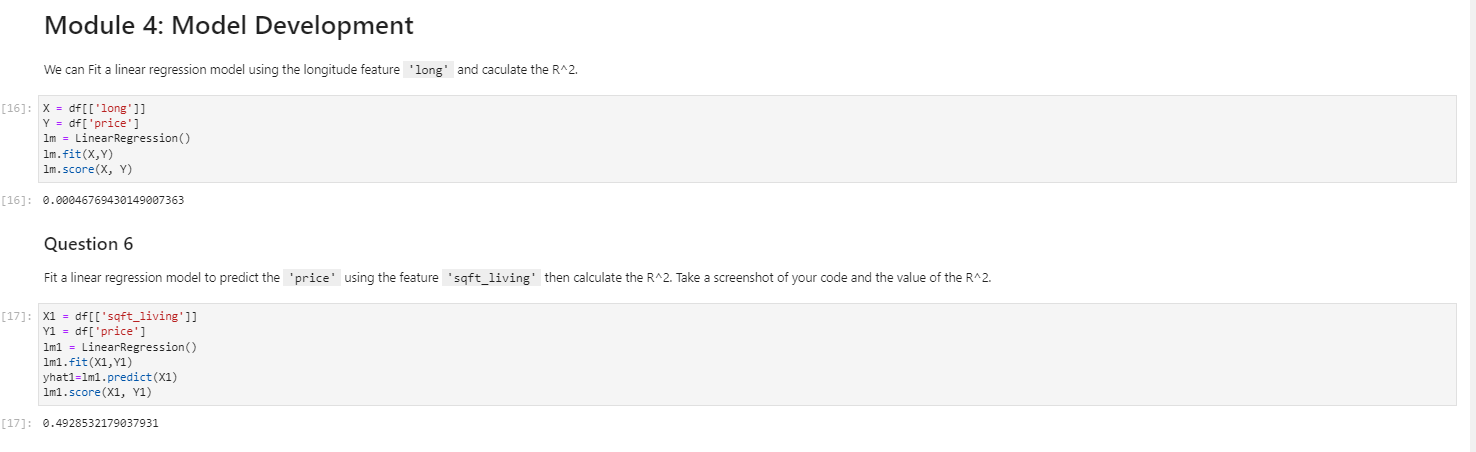 Module 4: Model Development
We can Fit a linear regression model using the longitude feature 'long' and caculate the R^2.
[16]: X = df[['long']]
Y = df['price']
lm = LinearRegression()
lm.fit(X,Y)
lm.score(X, Y)
[16]: 0.00046769430149007363
Question 6
Fit a linear regression model to predict the 'price' using the feature 'sqft_living' then calculate the R^2. Take a screenshot of your code and the value of the R^2.
[17]: X1 = df[['sqft_living']]
Y1 = df['price']
lm1 = LinearRegression()
lm1.fit(X1,Y1)
yhat1=lm1.predict(X1)
lm1.score(X1, Y1)
[17]: 0.4928532179037931